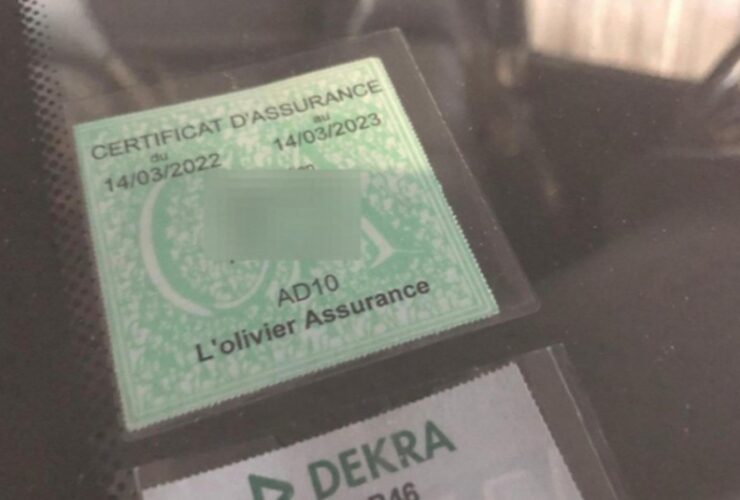 CERTIFICAT D'ASSURANCE
du au
14/03/2022 14/03/2023
AD10
L'olivier Assurance
DEKRA